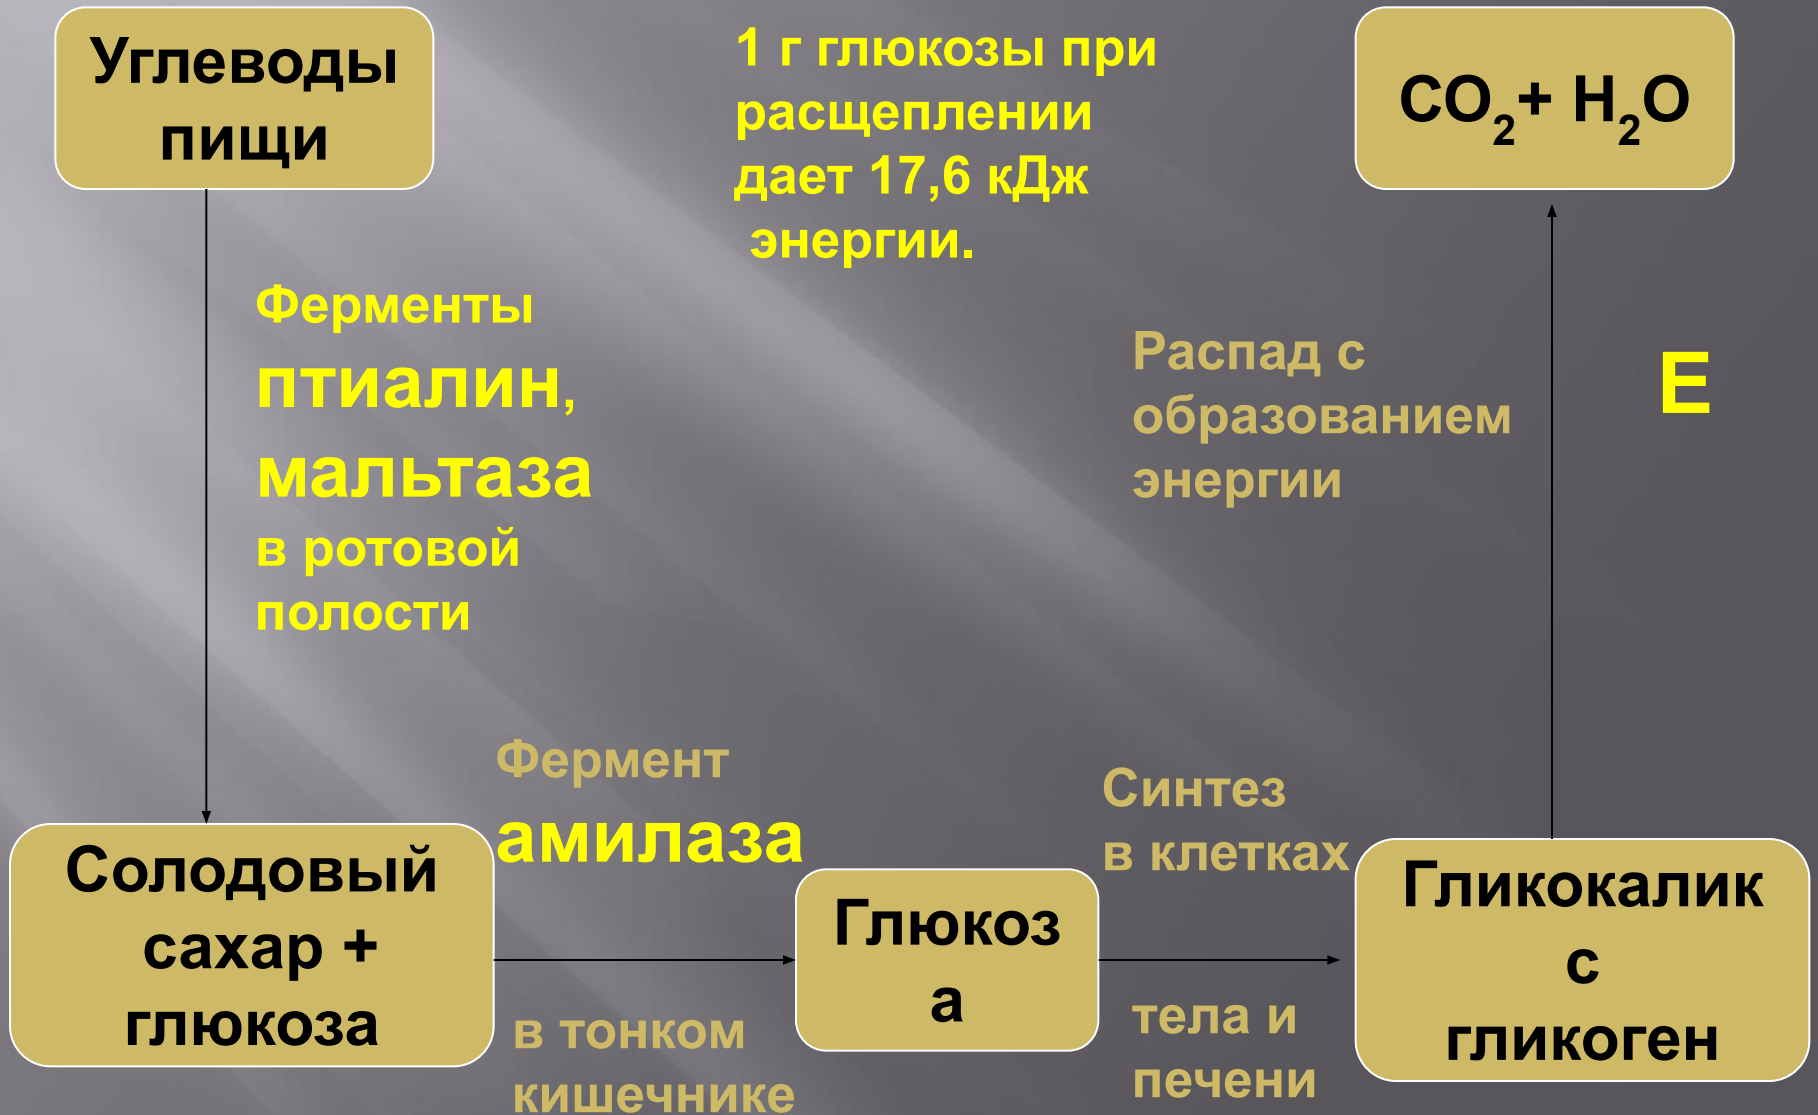 Углеводы
пищи
1 г глюкозы при
расщеплении
дает 17,6 кДж
энергии.
CO₂+ H₂O
Ферменты
птиалин,
мальтаза
в ротовой
полости
Распад с
образованием
энергии
Е
Фермент
амилаза
Синтез
в клетках
Солодовый
сахар +
глюкоза
Глюкоз
а
Гликокалик
с
гликоген
в тонком
кишечнике
тела и
печени